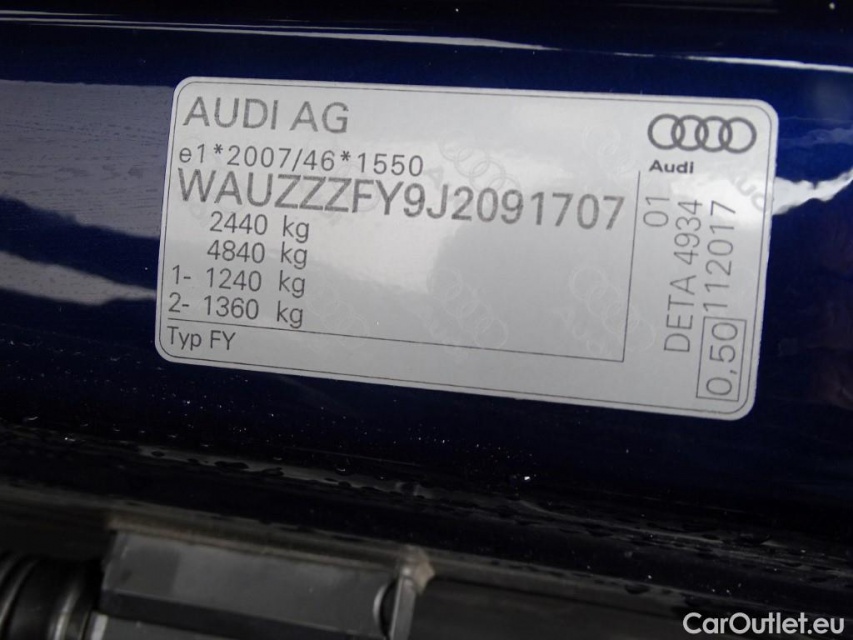 AUDI AG
Audi
e1*2007/46*1550
WAUZZZFY9J2091707
2440 kg
4840 kg
1- 1240 kg
2- 1360 kg
Typ FY
01
DETA 4934
112017
0,50
CarOutlet.eu